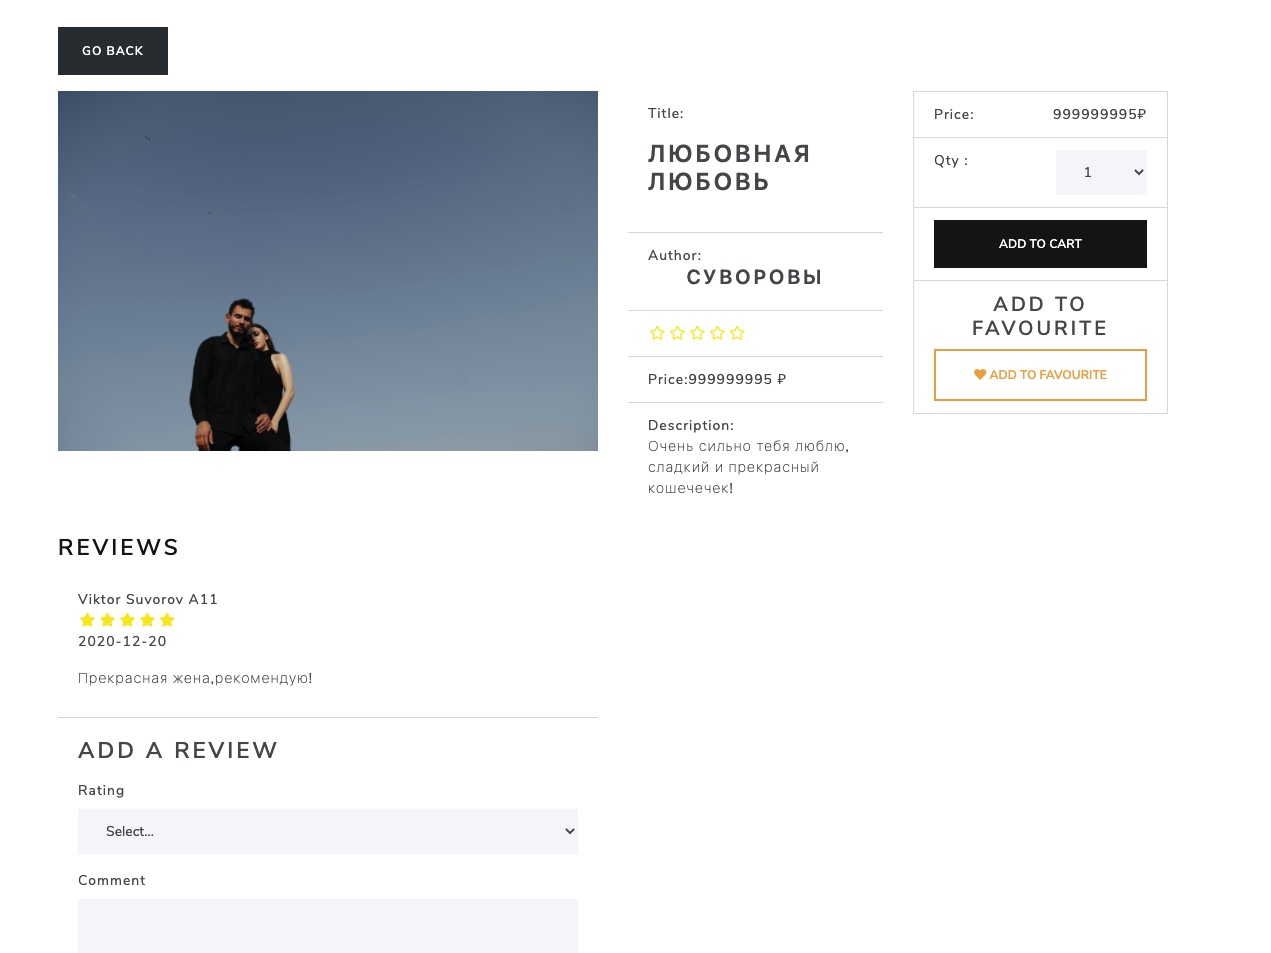 GO BACK
Title:
ЛЮБОВНАЯ
ЛЮБОВЬ
Author:
СУВОРОВЫ
Price:999999995 ₽
Description:
Очень сильно тебя люблю,
сладкий и прекрасный
кошечечек!
Price: 999999995₽
Qty : 1
ADD TO CART
ADD TO
FAVOURITE
ADD TO FAVOURITE
REVIEWS
Viktor Suvorov A11
2020-12-20
Прекрасная жена,рекомендую!
ADD A REVIEW
Rating
Select...
Comment